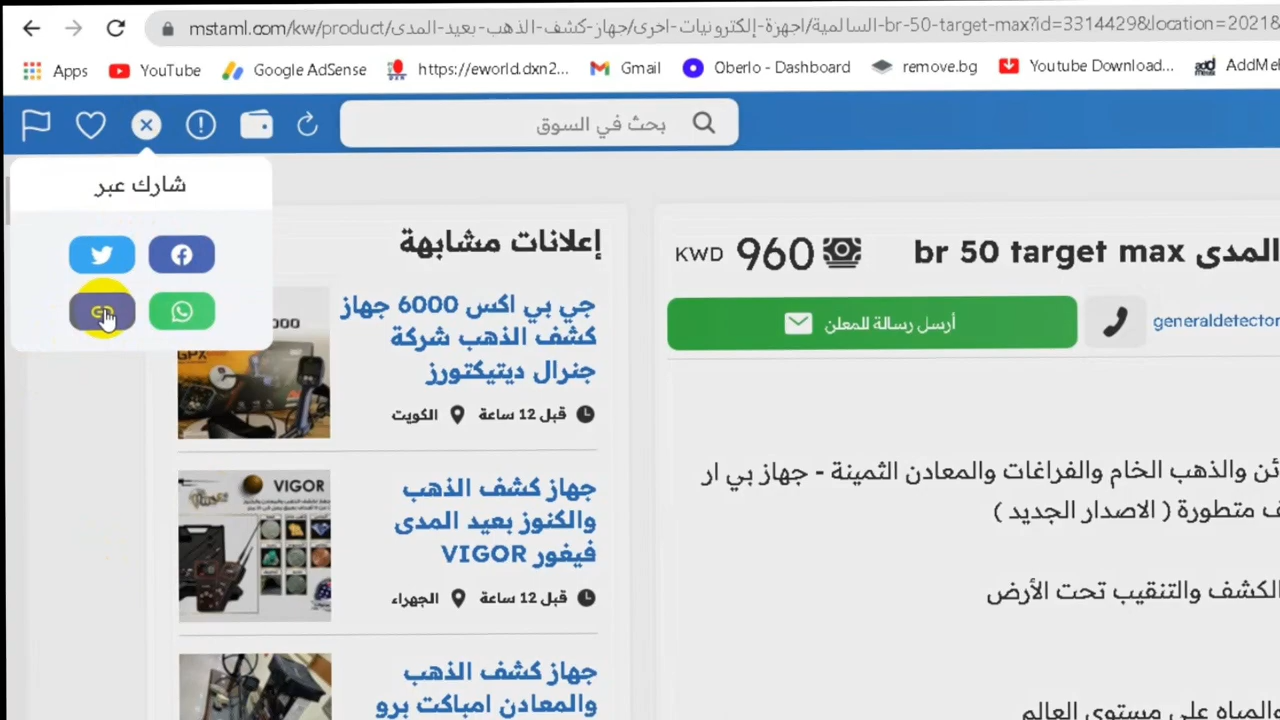 mstaml.com/kw/product/السالمية/اجهزة-إلكترونيات-اخرى/جهاز-كشف-الذهب-بعيد-المدى-br-50-target-max?id=3314429&location=2021&
Apps
YouTube
Google AdSense
https://eworld.dxn2...
Gmail
Oberlo - Dashboard
remove.bg
Youtube Download...
AddMe
بحث في السوق
شارك عبر
إعلانات مشابهة
جي بي اكس 6000 جهاز
كشف الذهب شركة
جنرال ديتيكتورز
قبل 12 ساعة الكويت
VIGOR
جهاز كشف الذهب
والكنوز بعيد المدى
فيغور VIGOR
قبل 12 ساعة الجهراء
جهاز كشف الذهب
والمعادن امباكت برو
المدى br 50 target max
960 KWD
أرسل رسالة للمعلن
generaldetector
والذهب الخام والفراغات والمعادن الثمينة - جهاز بي ار
متطورة ( الاصدار الجديد )
الكشف والتنقيب تحت الأرض
والمياه على مستوى العالم